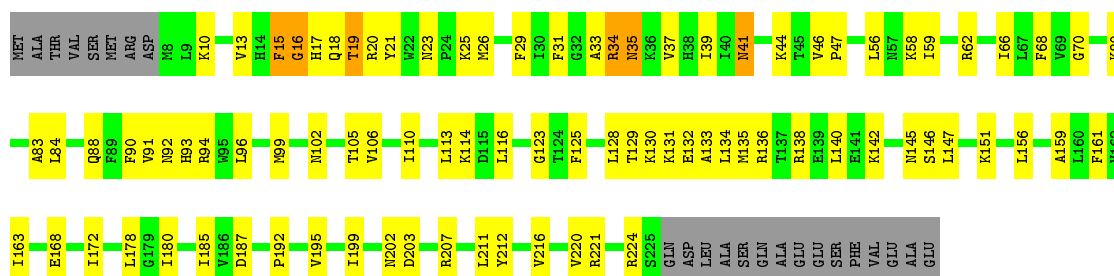 MET ALA THR VAL SER MET ARG ASP M8 L9 K10 V13 H14 F15 G16 H17 Q18 T19 R20 Y21 W22 N23 P24 K25 M26 F29 I30 F31 G32 A33 R34 N35 K36 V37 H38 I39 I40 N41 K44 T45 V46 P47 L56 N57 K58 I59 R62 I66 L67 F68 V69 G70
A83 L84 Q88 F89 F90 V91 N92 H93 R94 W95 L96 M99 N102 T105 V106 I110 L113 K114 D115 L116 G123 T124 F125 L128 T129 K130 K131 E132 A133 L134 M135 R136 T137 R138 E139 L140 E141 K142 N145 S146 L147 K151 L156 A159 L160 F161
I163 E168 I172 L178 G179 I180 I185 V186 D187 P192 V195 I199 N202 D203 R207 L211 Y212 V216 V220 R221 R224 S225 GLN ASP LEU ALA SER GLN ALA GLU GLU SER PHE VAL GLU ALA GLU